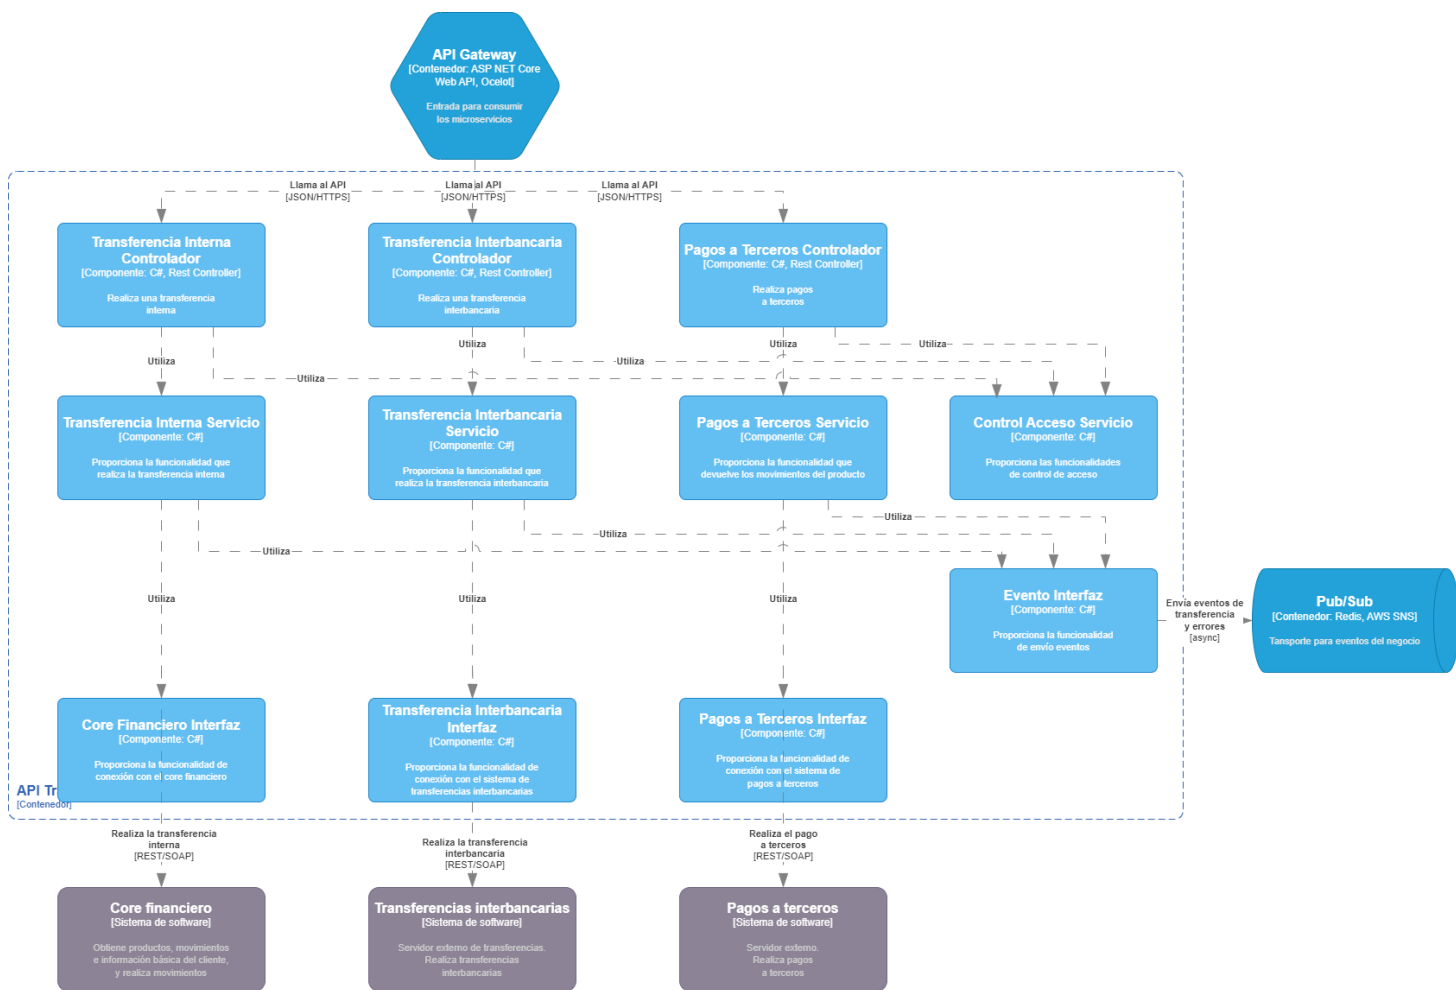 API Gateway
[Contenedor: ASP NET Core
Web API, Ocelot]
Entrada para consumir
los microservicios
Llama al API
[JSON/HTTPS]
Llama al API
[JSON/HTTPS]
Llama al API
[JSON/HTTPS]
Transferencia Interna
Controlador
[Componente: C#, Rest Controller]
Realiza una transferencia
interna
Transferencia Interbancaria
Controlador
[Componente: C#, Rest Controller]
Realiza una transferencia
interbancaria
Pagos a Terceros Controlador
[Componente: C#, Rest Controller]
Realiza pagos
a terceros
Utiliza
Utiliza
Utiliza
Utiliza
Utiliza
Utiliza
Transferencia Interna Servicio
[Componente: C#]
Proporciona la funcionalidad que
realiza la transferencia interna
Transferencia Interbancaria
Servicio
[Componente: C#]
Proporciona la funcionalidad que
realiza la transferencia interbancaria
Pagos a Terceros Servicio
[Componente: C#]
Proporciona la funcionalidad que
devuelve los movimientos del producto
Control Acceso Servicio
[Componente: C#]
Proporciona las funcionalidades
de control de acceso
Utiliza
Utiliza
Utiliza
Utiliza
Utiliza
Utiliza
Evento Interfaz
[Componente: C#]
Proporciona la funcionalidad
de envío eventos
Envía eventos de
transferencia
y errores
[async]
Pub/Sub
[Contenedor: Redis, AWS SNS]
Tansporte para eventos del negocio
Core Financiero Interfaz
[Componente: C#]
Proporciona la funcionalidad de
conexión con el core financiero
Transferencia Interbancaria
Interfaz
[Componente: C#]
Proporciona la funcionalidad de
conexión con el sistema de
transferencias interbancarias
Pagos a Terceros Interfaz
[Componente: C#]
Proporciona la funcionalidad de
conexión con el sistema de
pagos a terceros
API Tr
[Contenedor]
Realiza la transferencia
interna
[REST/SOAP]
Realiza la transferencia
interbancaria
[REST/SOAP]
Realiza el pago
a terceros
[REST/SOAP]
Core financiero
[Sistema de software]
Obtiene productos, movimientos
e información básica del cliente,
y realiza movimientos
Transferencias interbancarias
[Sistema de software]
Servidor externo de transferencias.
Realiza transferencias
interbancarias
Pagos a terceros
[Sistema de software]
Servidor externo.
Realiza pagos
a terceros